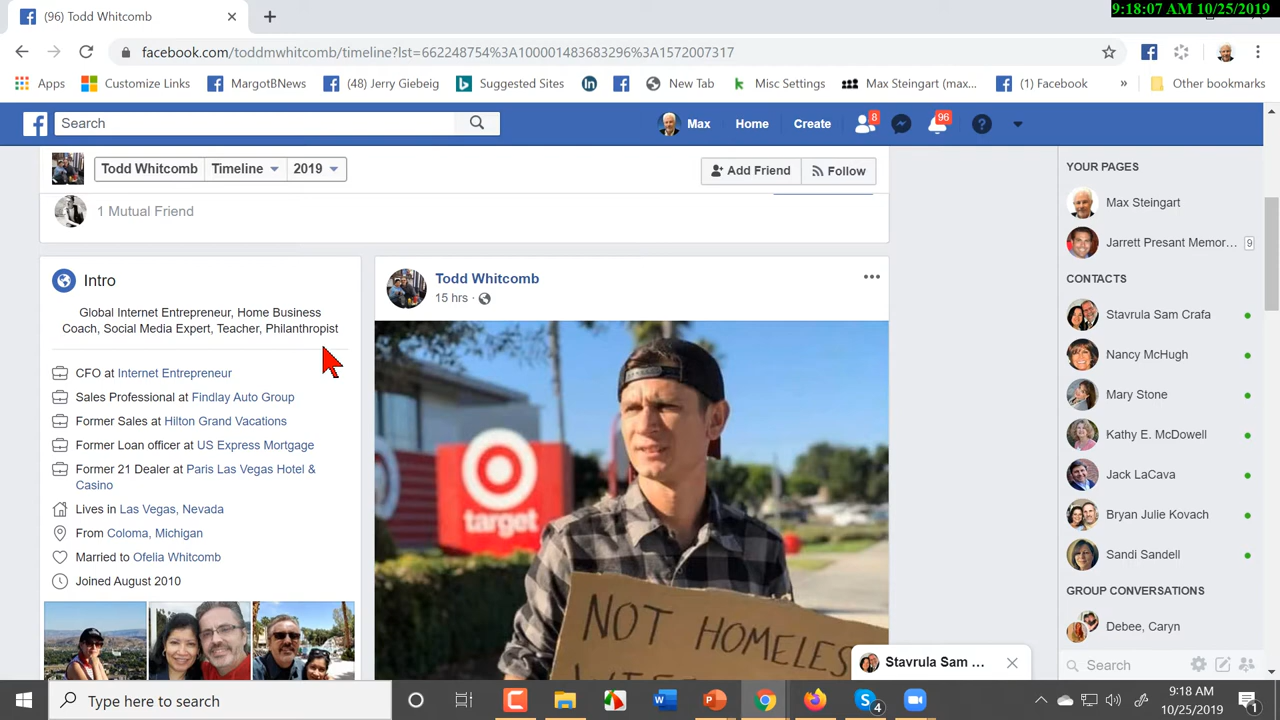 9:18:07 AM 10/25/2019
(96) Todd Whitcomb
facebook.com/toddmwhitcomb/timeline?lst=662248754%3A100001483683296%3A1572007317
Apps Customize Links MargotBNews (48) Jerry Giebeig Suggested Sites New Tab Misc Settings Max Steingart (max... (1) Facebook » Other bookmarks
Search Max Home Create 8 96
Todd Whitcomb Timeline 2019 Add Friend Follow
1 Mutual Friend
Intro
Global Internet Entrepreneur, Home Business
Coach, Social Media Expert, Teacher, Philanthropist
CFO at Internet Entrepreneur
Sales Professional at Findlay Auto Group
Former Sales at Hilton Grand Vacations
Former Loan officer at US Express Mortgage
Former 21 Dealer at Paris Las Vegas Hotel &
Casino
Lives in Las Vegas, Nevada
From Coloma, Michigan
Married to Ofelia Whitcomb
Joined August 2010
Todd Whitcomb
15 hrs ·
target
NOT HOMELESS
YOUR PAGES
Max Steingart
Jarrett Presant Memor... 9
CONTACTS
Stavrula Sam Crafa
Nancy McHugh
Mary Stone
Kathy E. McDowell
Jack LaCava
Bryan Julie Kovach
Sandi Sandell
GROUP CONVERSATIONS
Debee, Caryn
Search
Stavrula Sam ...
Type here to search
4
9:18 AM
10/25/2019
1